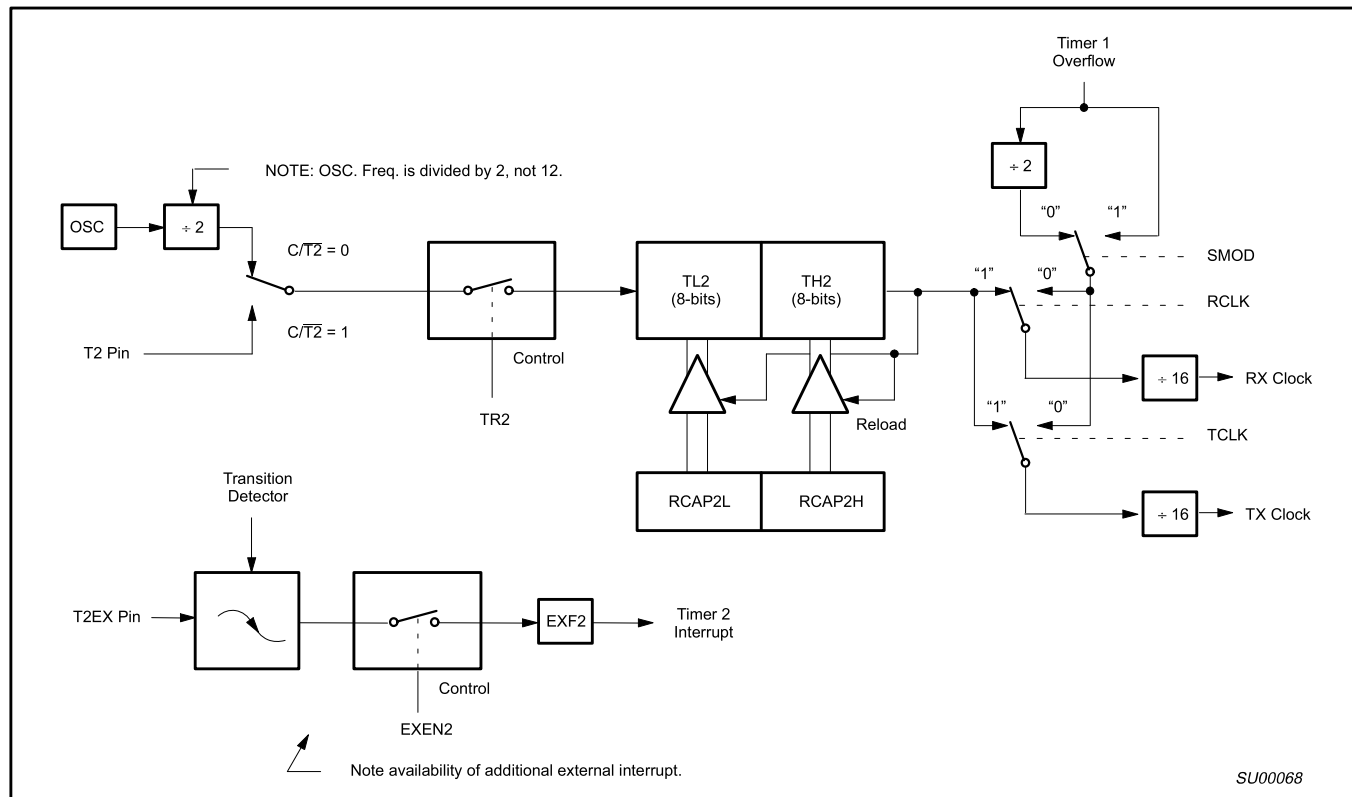 Timer 1
Overflow
÷ 2
NOTE: OSC. Freq. is divided by 2, not 12.
“0”
“1”
OSC
÷ 2
C/T2̅ = 0
SMOD
TL2
(8-bits)
TH2
(8-bits)
“1”
“0”
RCLK
C/T2̅ = 1
T2 Pin
Control
÷ 16
RX Clock
TR2
Reload
“1”
“0”
TCLK
Transition
Detector
RCAP2L
RCAP2H
÷ 16
TX Clock
T2EX Pin
EXF2
Timer 2
Interrupt
Control
EXEN2
Note availability of additional external interrupt.
SU00068